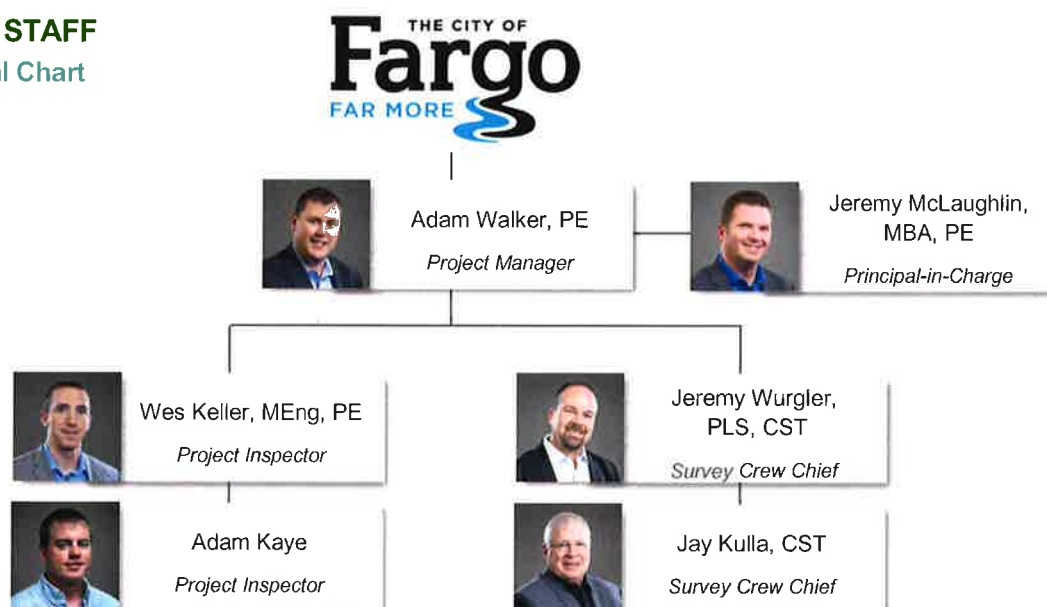 STAFF
al Chart
THE CITY OF
Fargo
FAR MORE
Adam Walker, PE
Project Manager
Jeremy McLaughlin,
MBA, PE
Principal-in-Charge
Wes Keller, MEng, PE
Project Inspector
Jeremy Wurgler,
PLS, CST
Survey Crew Chief
Adam Kaye
Project Inspector
Jay Kulla, CST
Survey Crew Chief